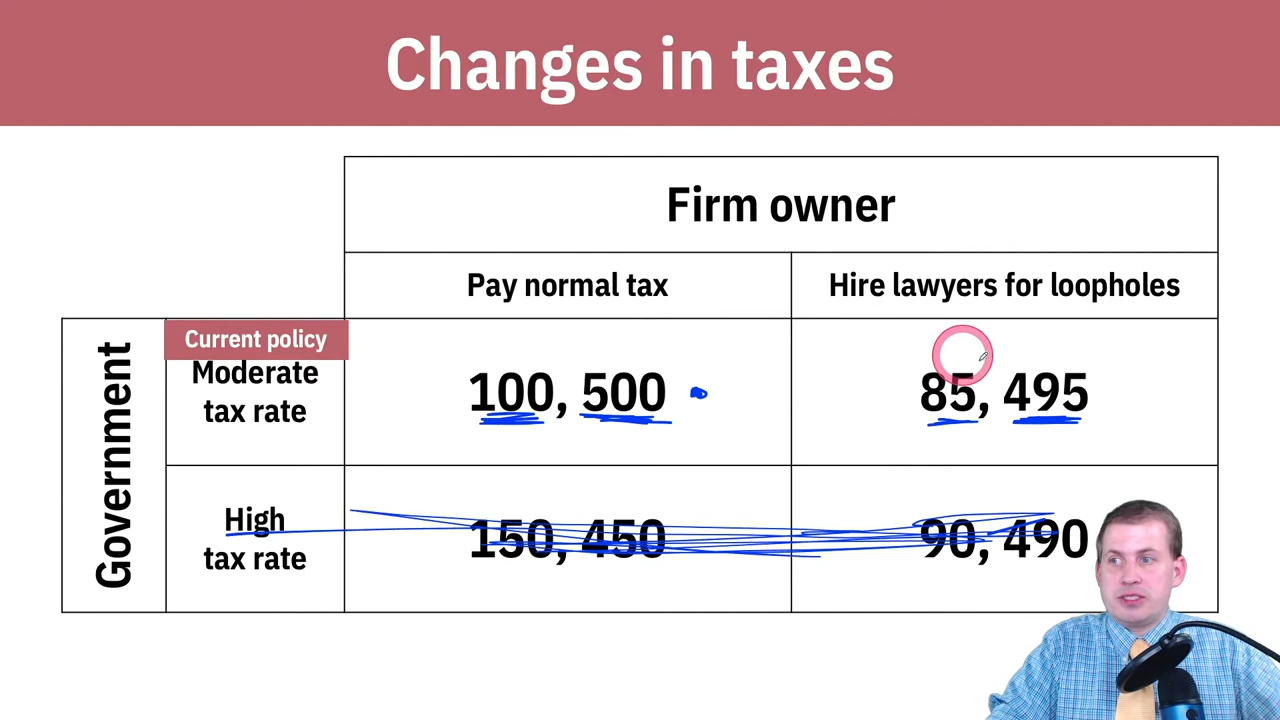 Changes in taxes
Firm owner
Pay normal tax
Hire lawyers for loopholes
Government
Current policy
Moderate
tax rate
100, 500
85, 495
High
tax rate
150, 450
90, 490